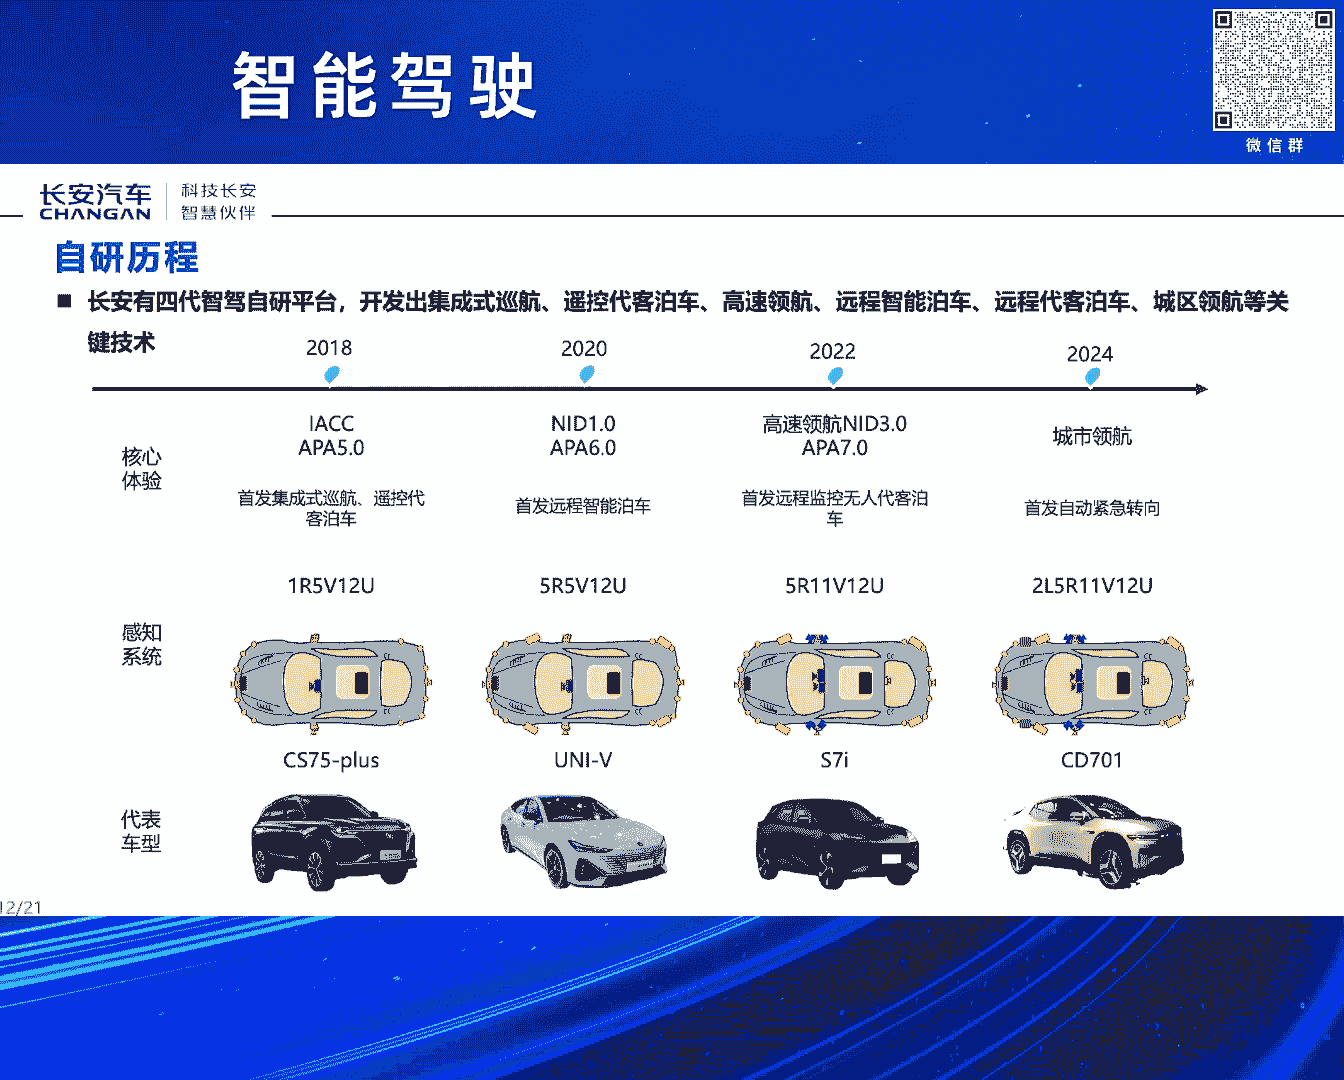 智能驾驶
微信群
长安汽车
CHANGAN
科技长安
智慧伙伴
自研历程
■ 长安有四代智驾自研平台，开发出集成式巡航、遥控代客泊车、高速领航、远程智能泊车、远程代客泊车、城区领航等关
键技术
2018 2020 2022 2024
核心
体验
IACC
APA5.0
NID1.0
APA6.0
高速领航NID3.0
APA7.0
城市领航
首发集成式巡航、遥控代
客泊车
首发远程智能泊车
首发远程监控无人代客泊
车
首发自动紧急转向
感知
系统
1R5V12U 5R5V12U 5R11V12U 2L5R11V12U
代表
车型
CS75-plus UNI-V S7i CD701
12/21